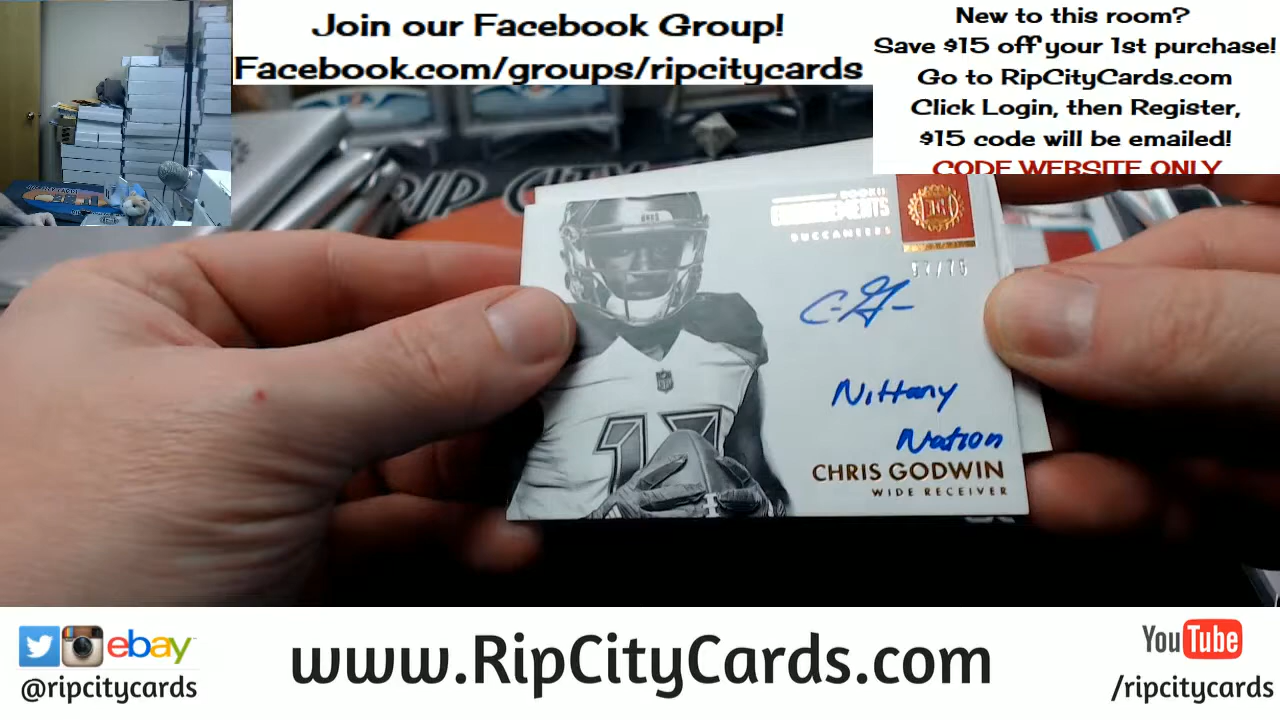 Join our Facebook Group!
Facebook.com/groups/ripcitycards
New to this room?
Save $15 off your 1st purchase!
Go to RipCityCards.com
Click Login, then Register,
$15 code will be emailed!
CODE WEBSITE ONLY
RIP CITY
BUCCANEERS
Nittany
Nation
CHRIS GODWIN
WIDE RECEIVER
ebay
@ripcitycards
www.RipCityCards.com
YouTube
/ripcitycards